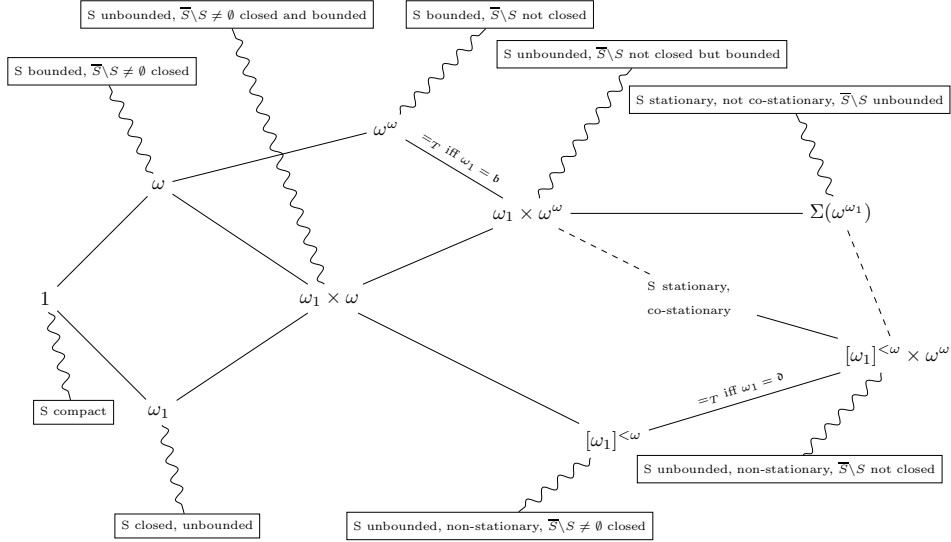 S unbounded, $\overline{S}\backslash S \neq \emptyset$ closed and bounded
S bounded, $\overline{S}\backslash S$ not closed
S unbounded, $\overline{S}\backslash S$ not closed but bounded
S bounded, $\overline{S}\backslash S \neq \emptyset$ closed
S stationary, not co-stationary, $\overline{S}\backslash S$ unbounded
$\omega^\omega$
$=_T$ iff $\omega_1 = \mathfrak{b}$
$\omega$
$\omega_1 \times \omega^\omega$
$\Sigma(\omega^{\omega_1})$
S stationary,
co-stationary
1
$\omega_1 \times \omega$
$[\omega_1]^{<\omega} \times \omega^\omega$
$=_T$ iff $\omega_1 = \mathfrak{d}$
S compact
$\omega_1$
$[\omega_1]^{<\omega}$
S unbounded, non-stationary, $\overline{S}\backslash S$ not closed
S closed, unbounded
S unbounded, non-stationary, $\overline{S}\backslash S \neq \emptyset$ closed